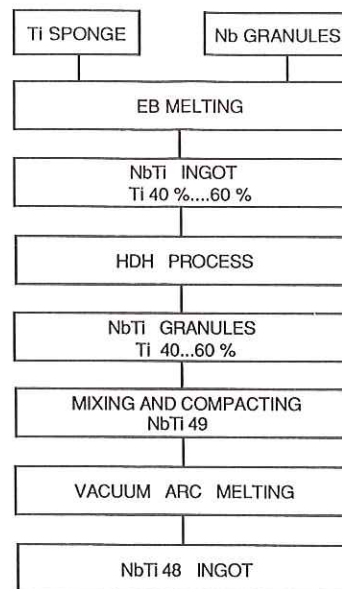 Ti SPONGE
Nb GRANULES
EB MELTING
NbTi INGOT
Ti 40 %....60 %
HDH PROCESS
NbTi GRANULES
Ti 40...60 %
MIXING AND COMPACTING
NbTi 49
VACUUM ARC MELTING
NbTi 48 INGOT